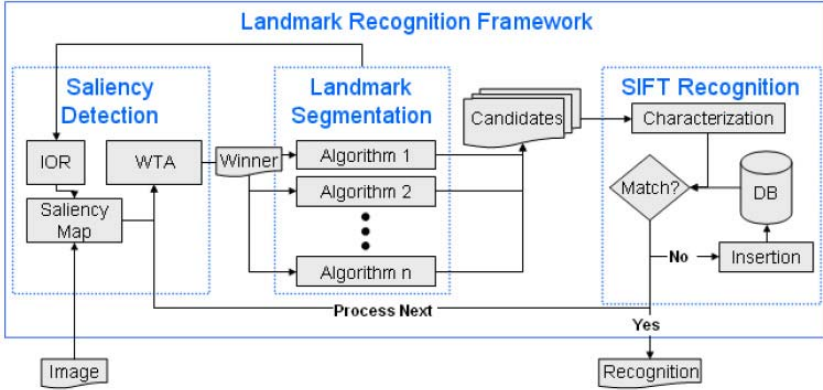 Landmark Recognition Framework
Saliency
Detection
IOR
WTA
Saliency
Map
Winner
Landmark
Segmentation
Algorithm 1
Algorithm 2
Algorithm n
Candidates
SIFT Recognition
Characterization
Match?
DB
No
Insertion
Process Next
Yes
Image
Recognition